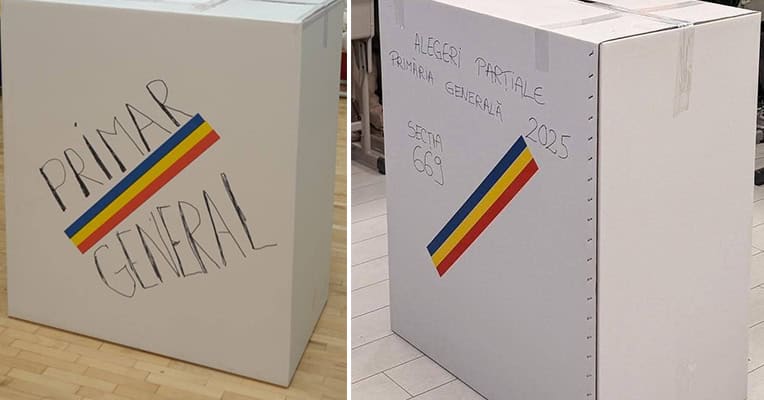 PRIMAR
GENERAL
ALEGERI PARȚIALE
PRIMĂRIA GENERALĂ
2025
SECȚIA
669